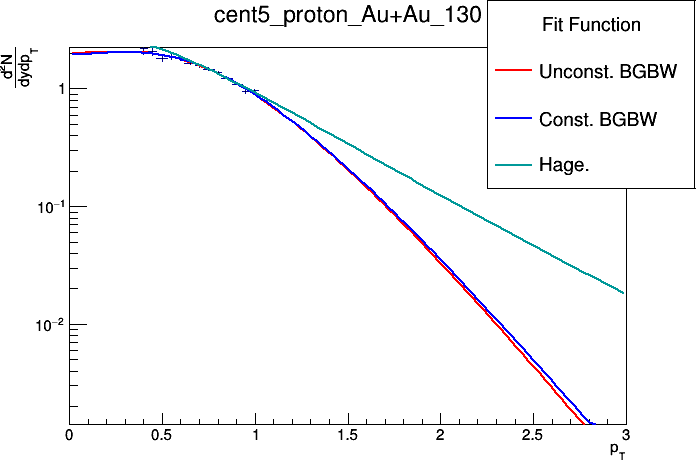 cent5_proton_Au+Au_130
Fit Function
Unconst. BGBW
Const. BGBW
Hage.
d²N
dydp_T
1
10⁻¹
10⁻²
0 0.5 1 1.5 2 2.5 3
p_T